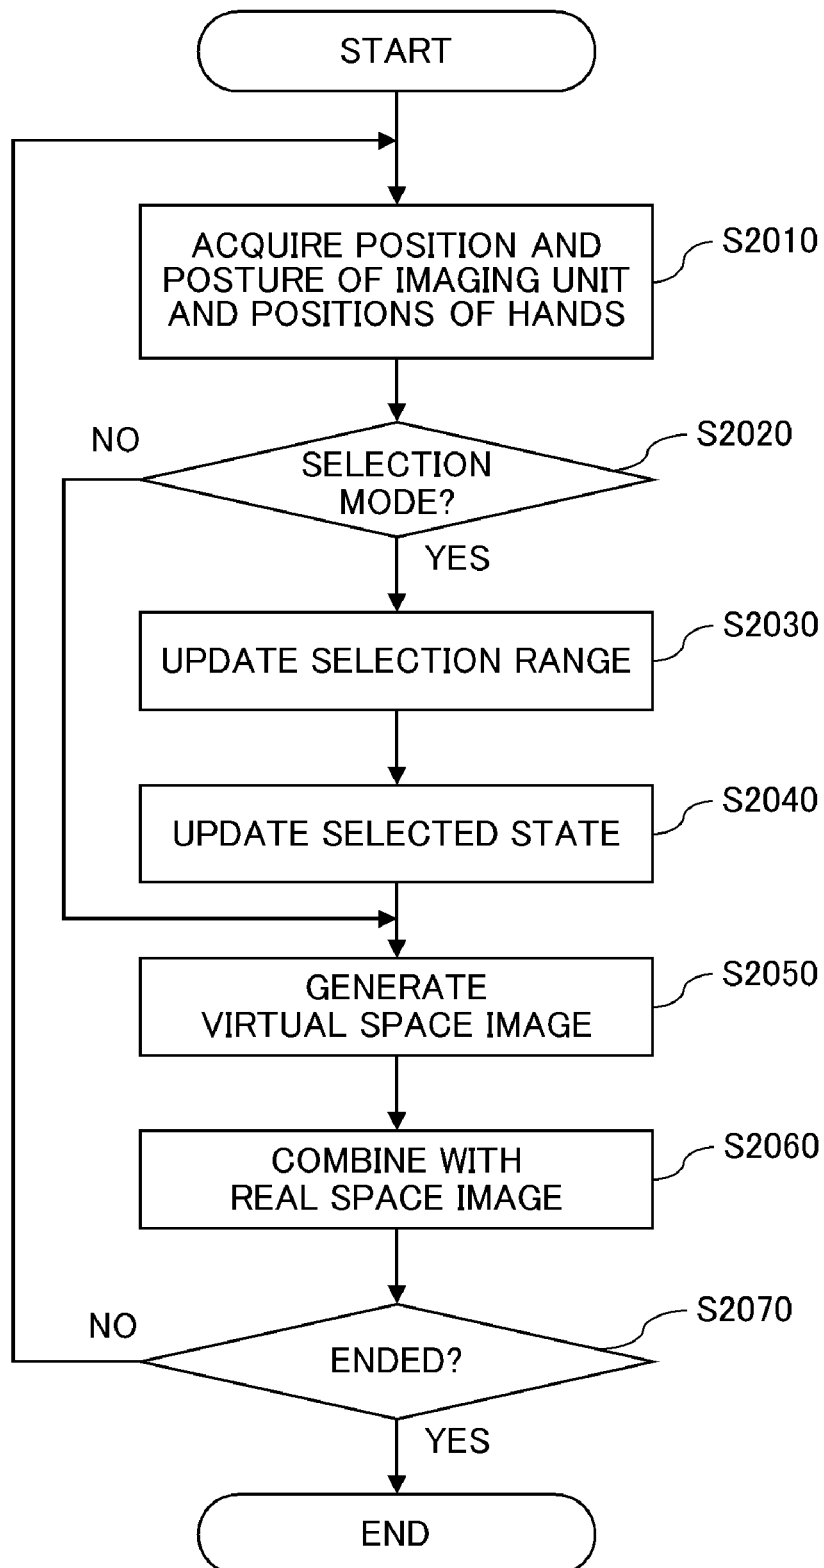 START
ACQUIRE POSITION AND
POSTURE OF IMAGING UNIT
AND POSITIONS OF HANDS
S2010
NO
SELECTION
MODE?
S2020
YES
UPDATE SELECTION RANGE
S2030
UPDATE SELECTED STATE
S2040
GENERATE
VIRTUAL SPACE IMAGE
S2050
COMBINE WITH
REAL SPACE IMAGE
S2060
NO
ENDED?
S2070
YES
END